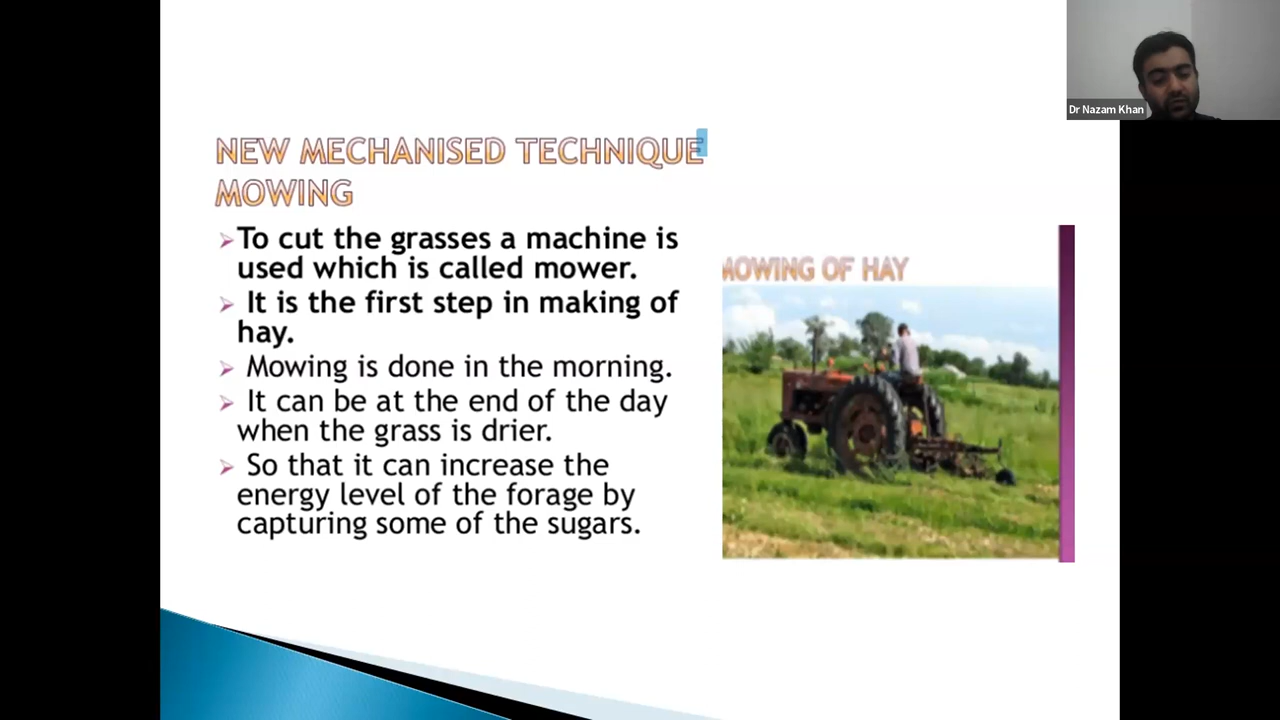 Dr Nazam Khan
NEW MECHANISED TECHNIQUE
MOWING
To cut the grasses a machine is
used which is called mower.
It is the first step in making of
hay.
Mowing is done in the morning.
It can be at the end of the day
when the grass is drier.
So that it can increase the
energy level of the forage by
capturing some of the sugars.
MOWING OF HAY